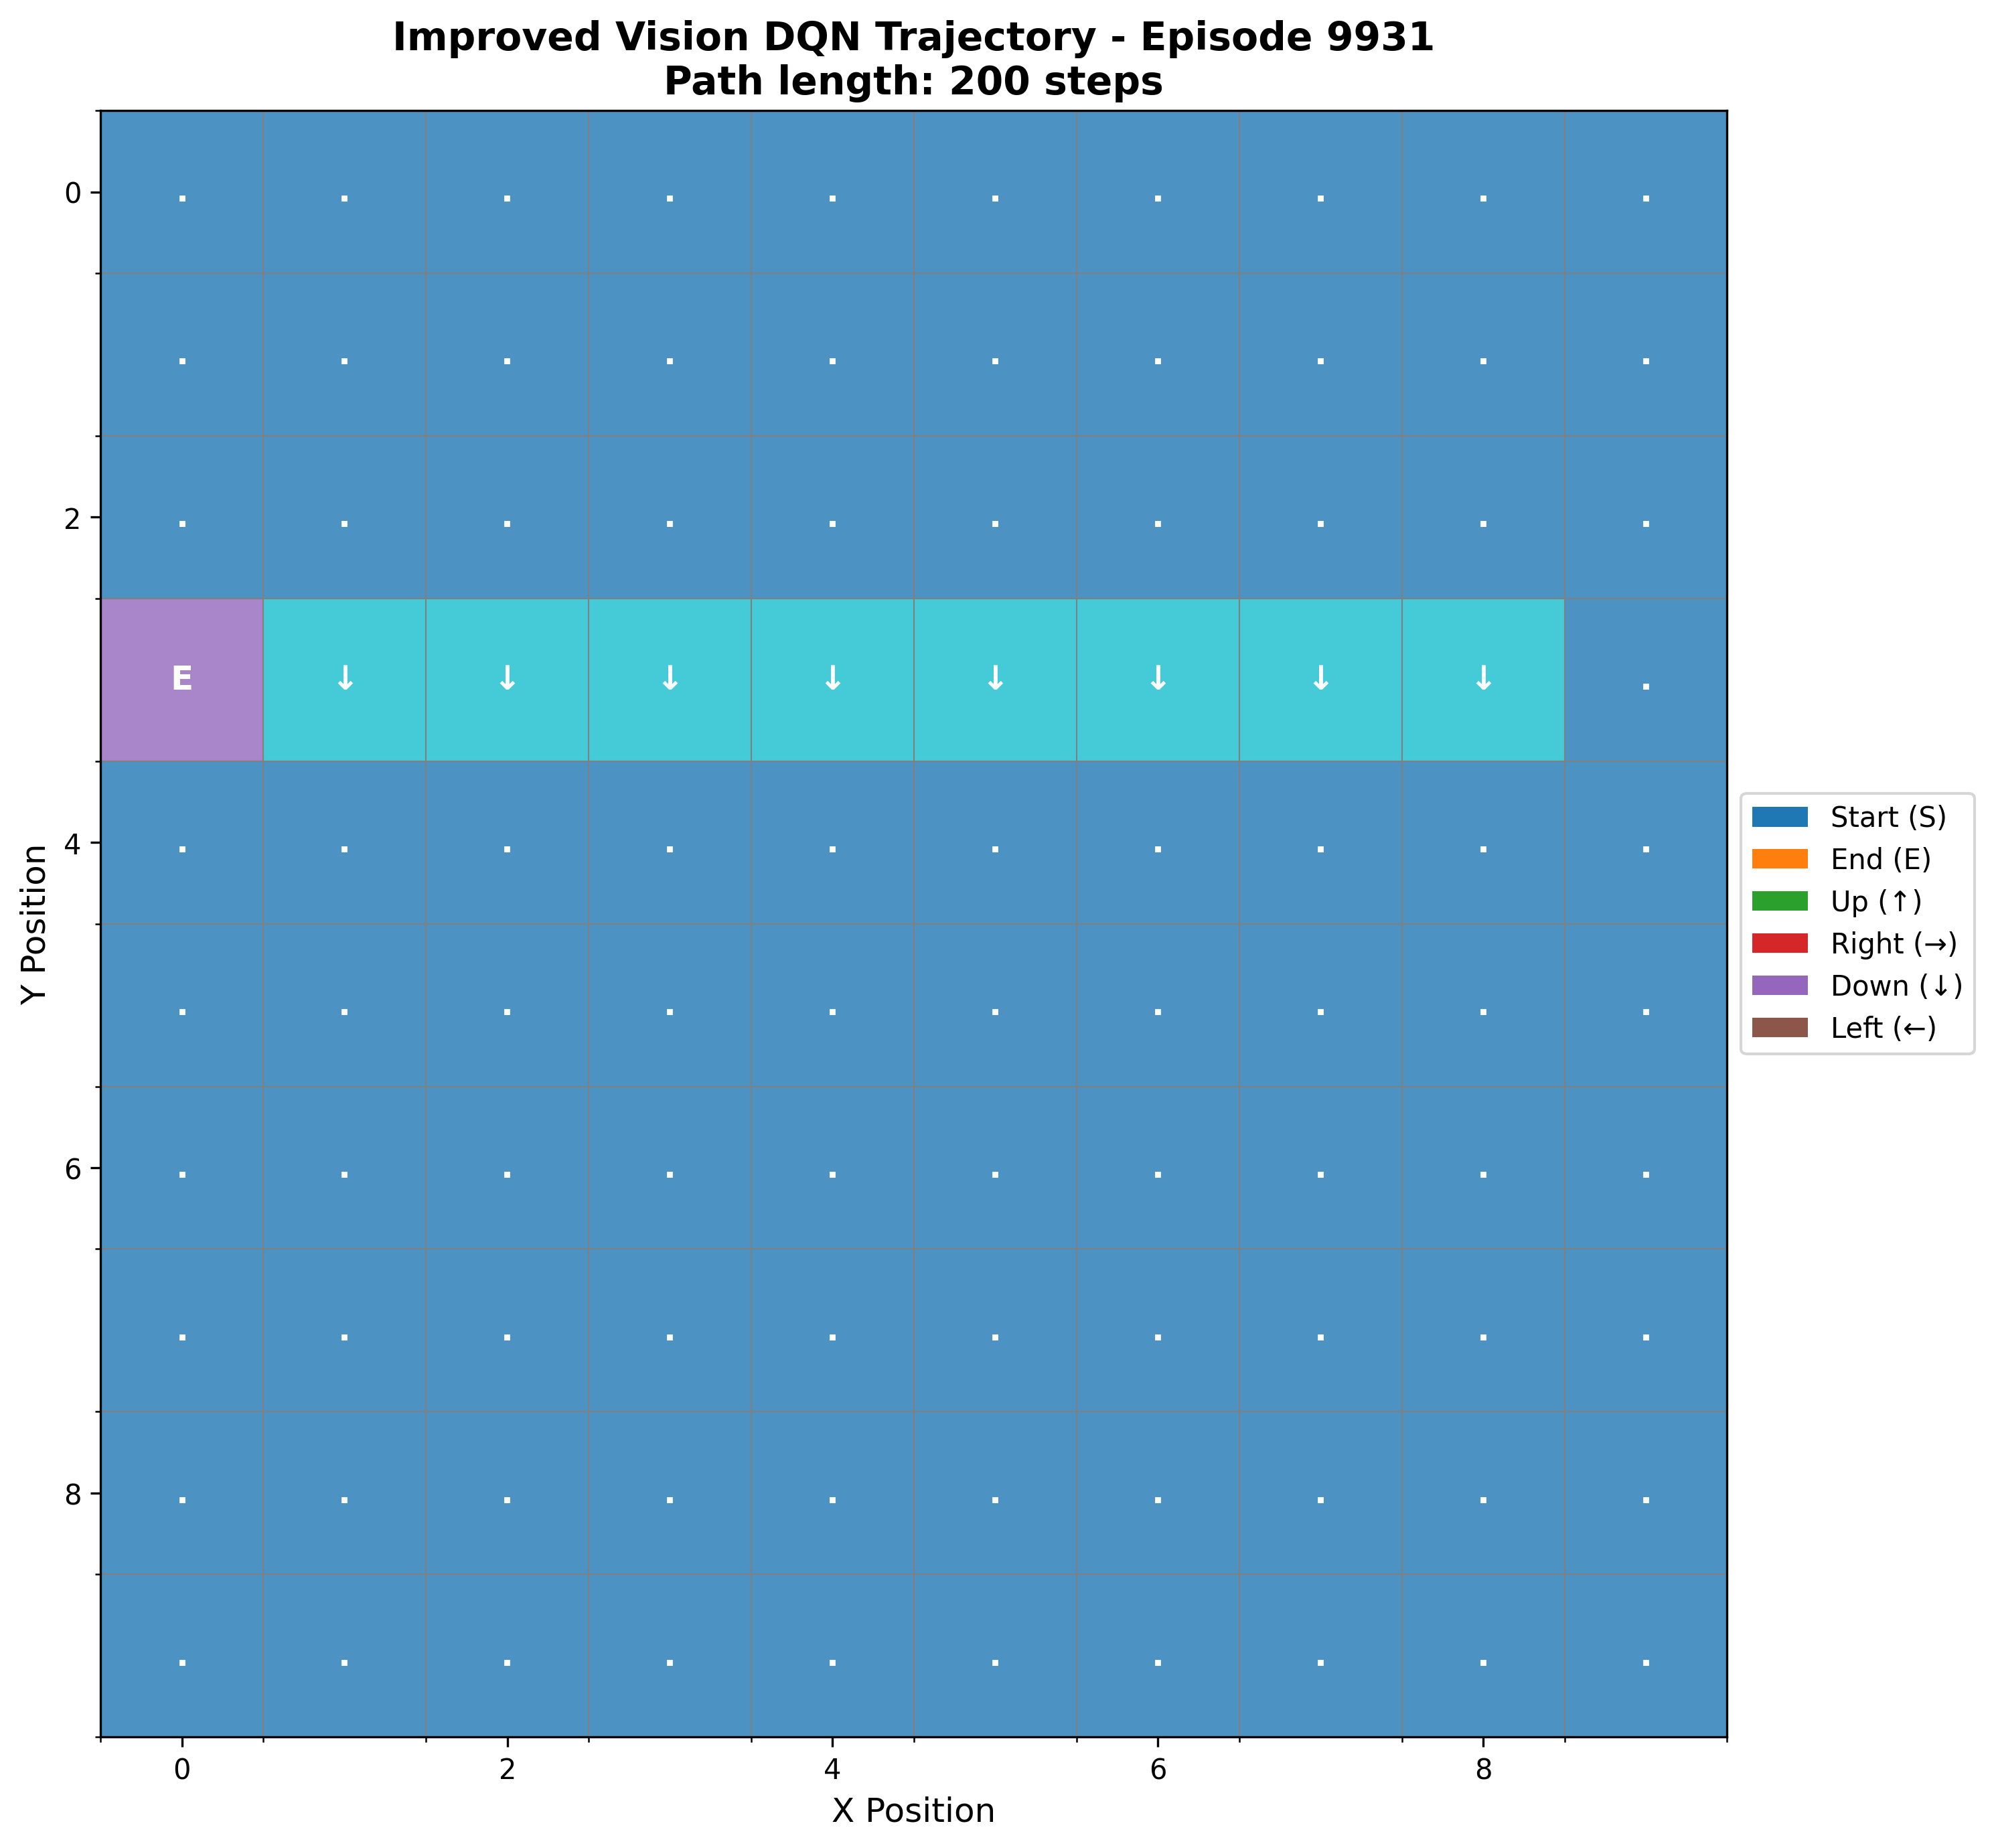 Improved Vision DQN Trajectory - Episode 9931
Path length: 200 steps
0
2
E ↓ ↓ ↓ ↓ ↓ ↓ ↓ ↓
4
6
8
Y Position
0 2 4 6 8
X Position
Start (S)
End (E)
Up (↑)
Right (→)
Down (↓)
Left (←)